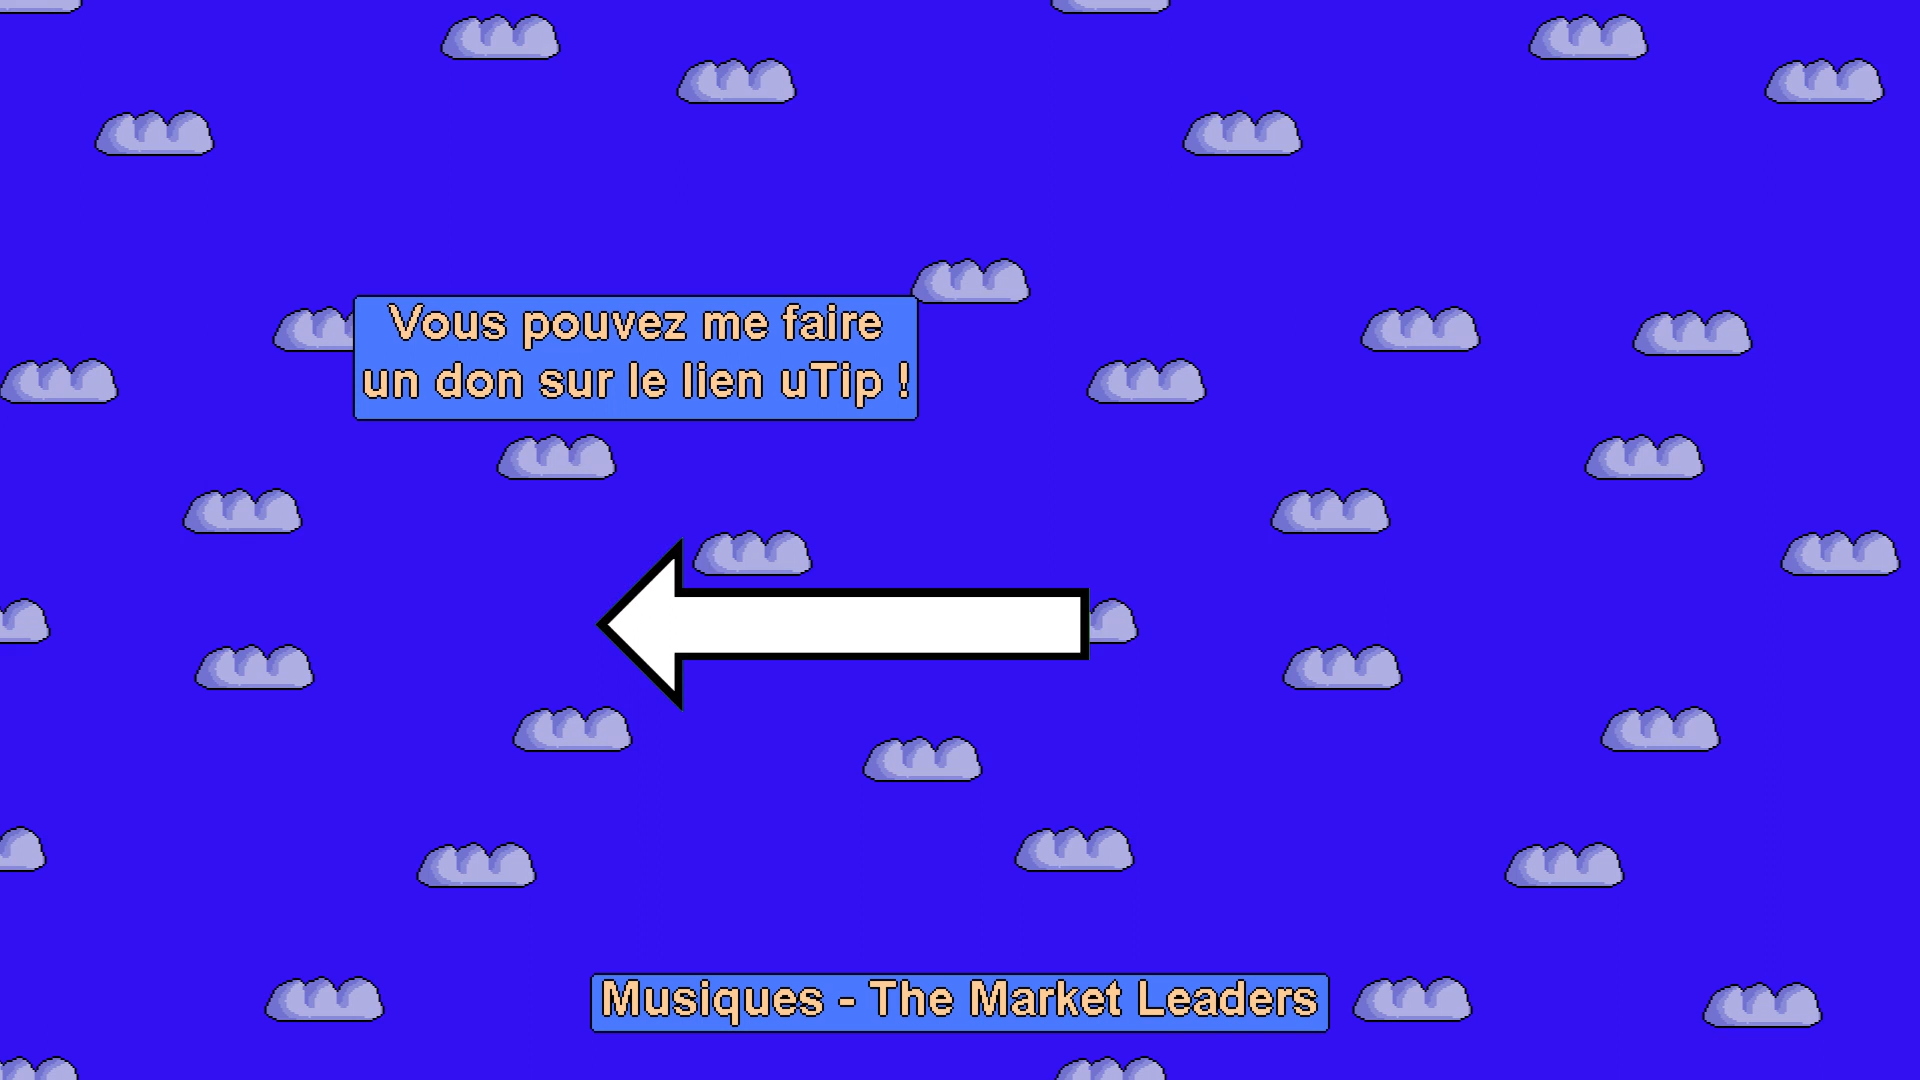 Vous pouvez me faire
un don sur le lien uTip !
Musiques - The Market Leaders